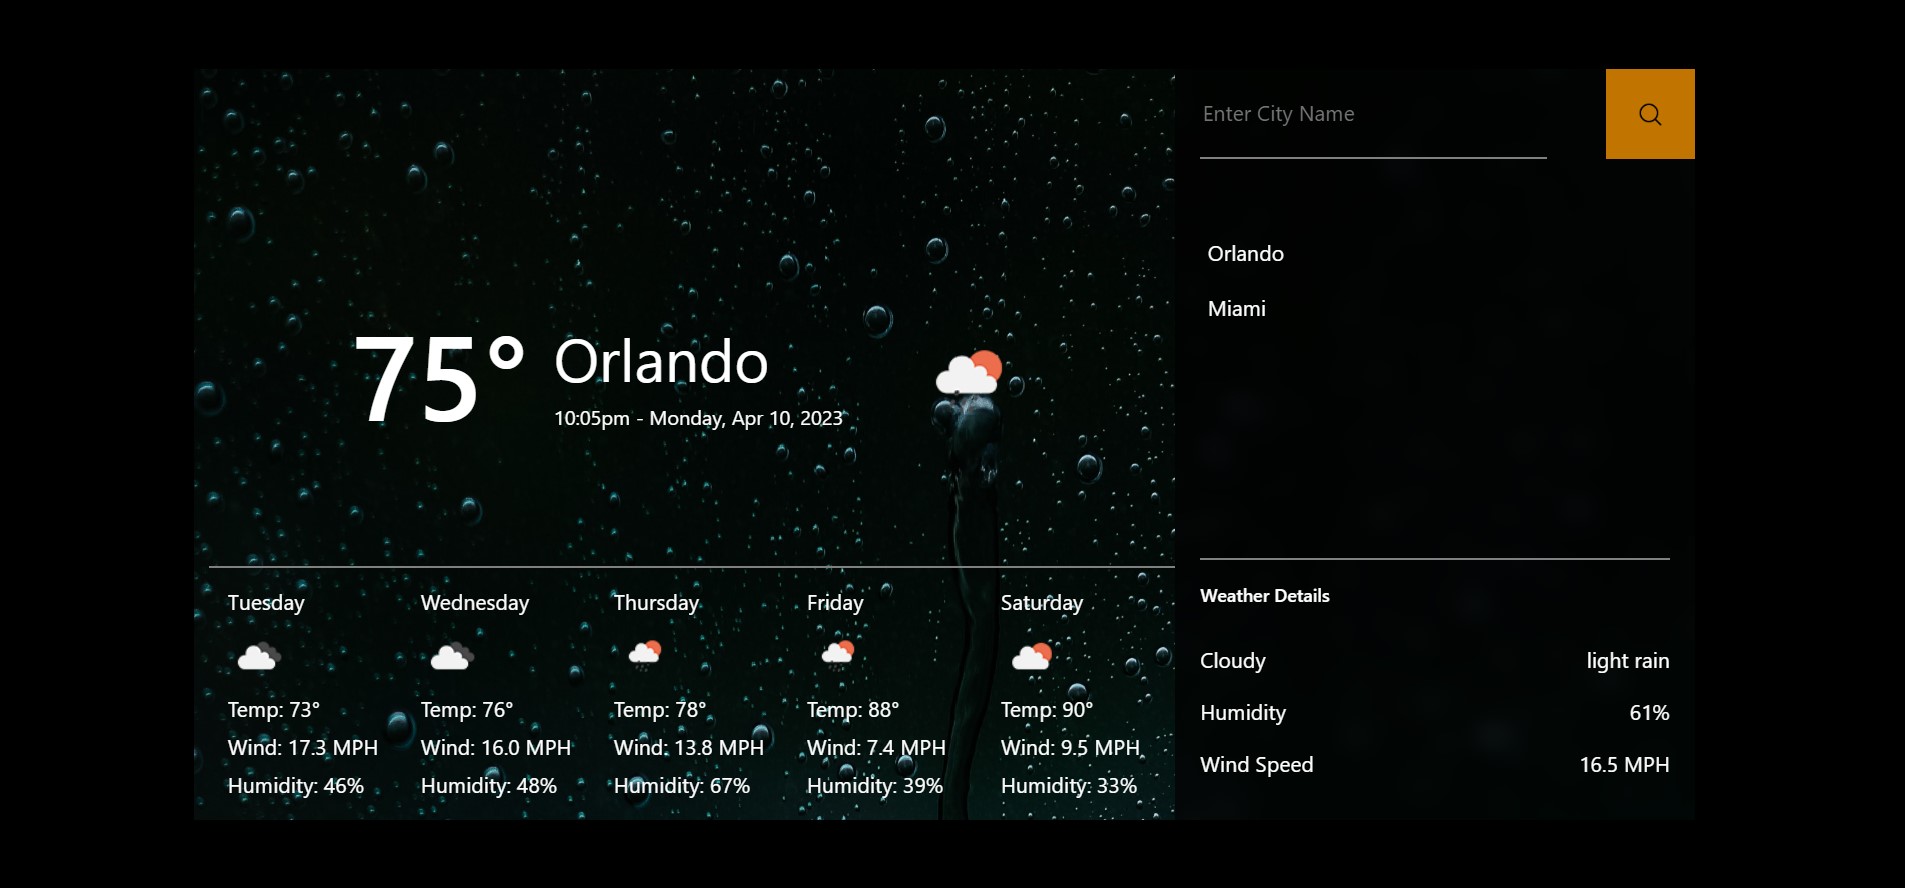 Enter City Name
Orlando
Miami
75° Orlando
10:05pm - Monday, Apr 10, 2023
Tuesday
Temp: 73°
Wind: 17.3 MPH
Humidity: 46%
Wednesday
Temp: 76°
Wind: 16.0 MPH
Humidity: 48%
Thursday
Temp: 78°
Wind: 13.8 MPH
Humidity: 67%
Friday
Temp: 88°
Wind: 7.4 MPH
Humidity: 39%
Saturday
Temp: 90°
Wind: 9.5 MPH
Humidity: 33%
Weather Details
Cloudy light rain
Humidity 61%
Wind Speed 16.5 MPH